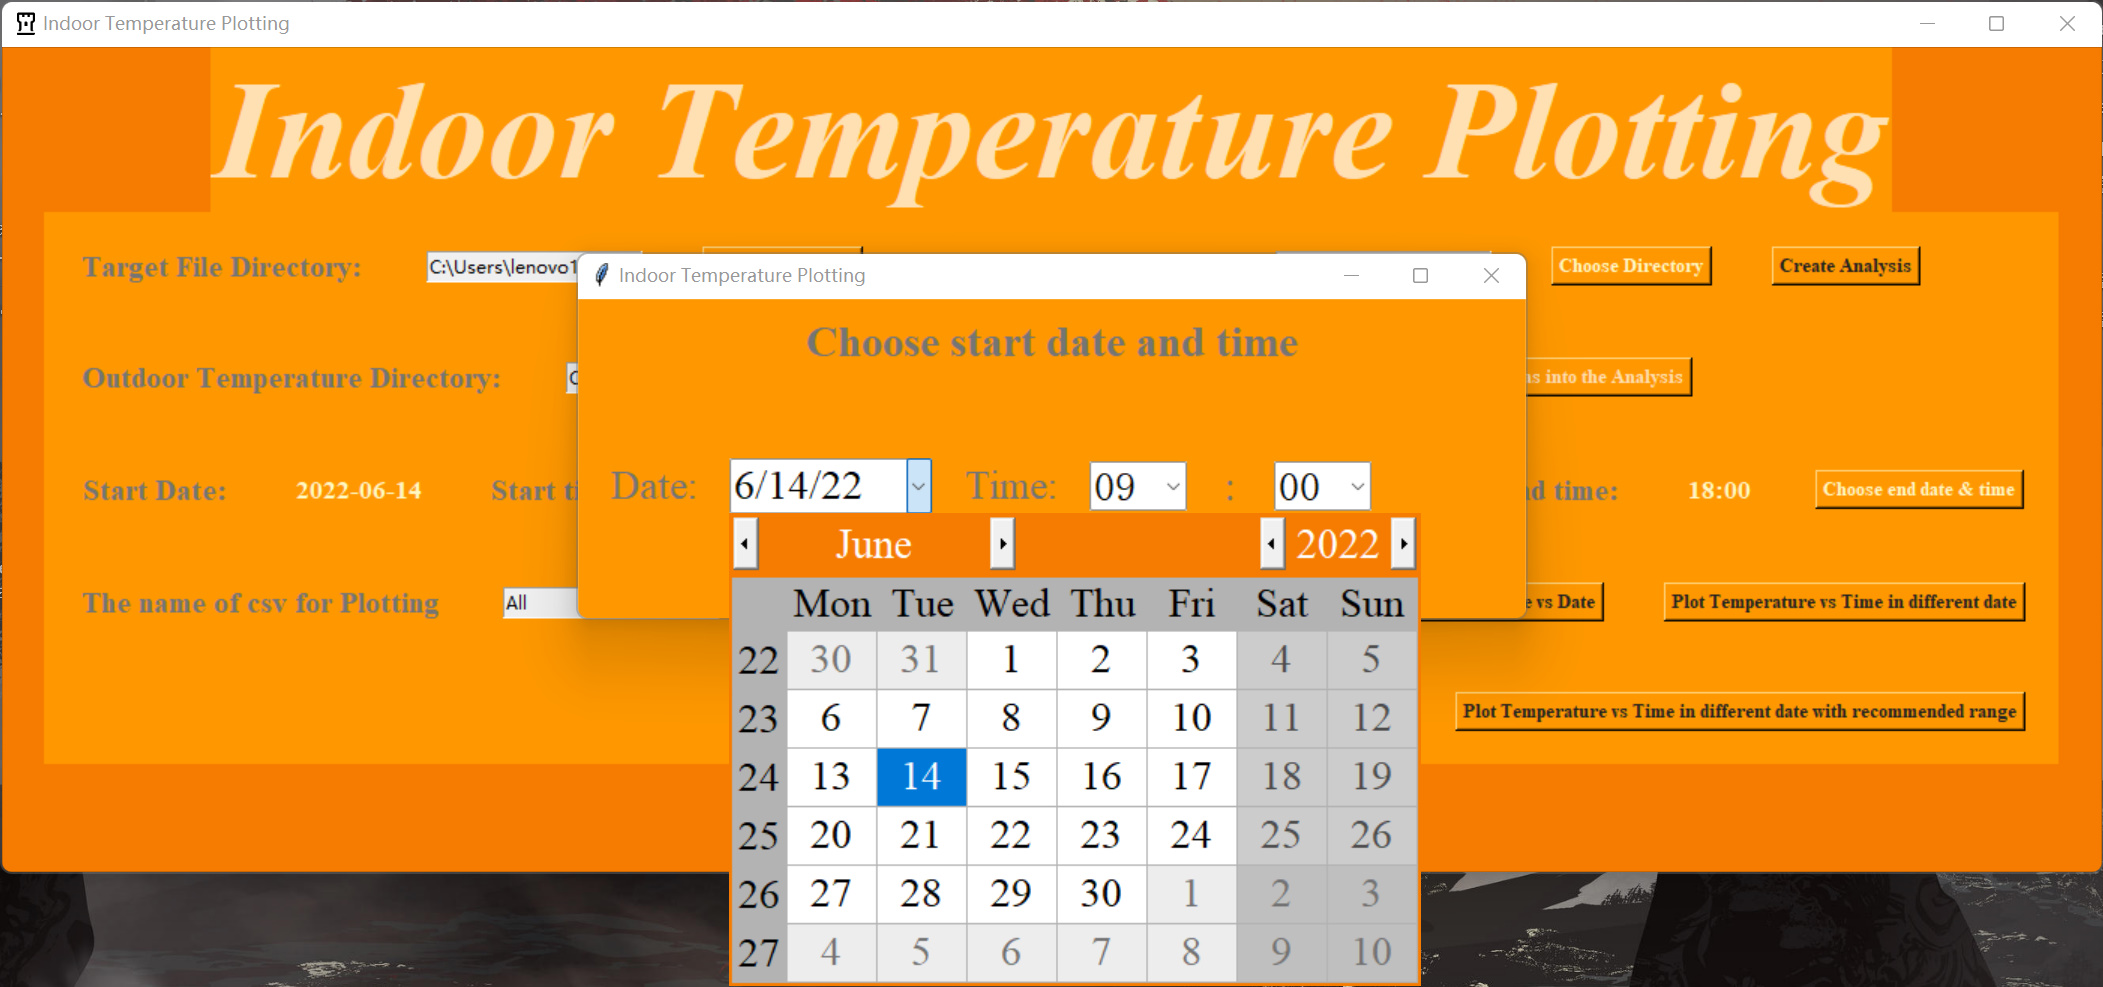 Indoor Temperature Plotting
Indoor Temperature Plotting
Target File Directory:
C:\Users\lenovo1
Choose Directory
Create Analysis
Indoor Temperature Plotting
Choose start date and time
Outdoor Temperature Directory:
into the Analysis
Start Date:
2022-06-14
Start
Date:
6/14/22
Time:
09
:
00
time:
18:00
Choose end date & time
June
2022
Mon Tue Wed Thu Fri Sat Sun
The name of csv for Plotting
All
vs Date
Plot Temperature vs Time in different date
22 30 31 1 2 3 4 5
23 6 7 8 9 10 11 12
Plot Temperature vs Time in different date with recommended range
24 13 14 15 16 17 18 19
25 20 21 22 23 24 25 26
26 27 28 29 30 1 2 3
27 4 5 6 7 8 9 10